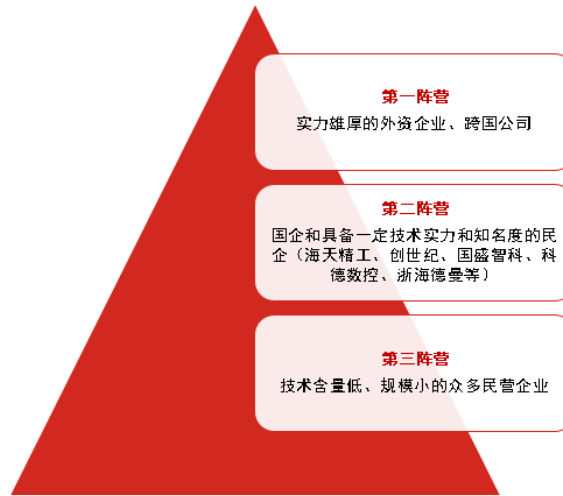 第一阵营
实力雄厚的外资企业、跨国公司
第二阵营
国企和具备一定技术实力和知名度的民
企（海天精工、创世纪、国盛智科、科
德数控、浙海德曼等）
第三阵营
技术含量低、规模小的众多民营企业